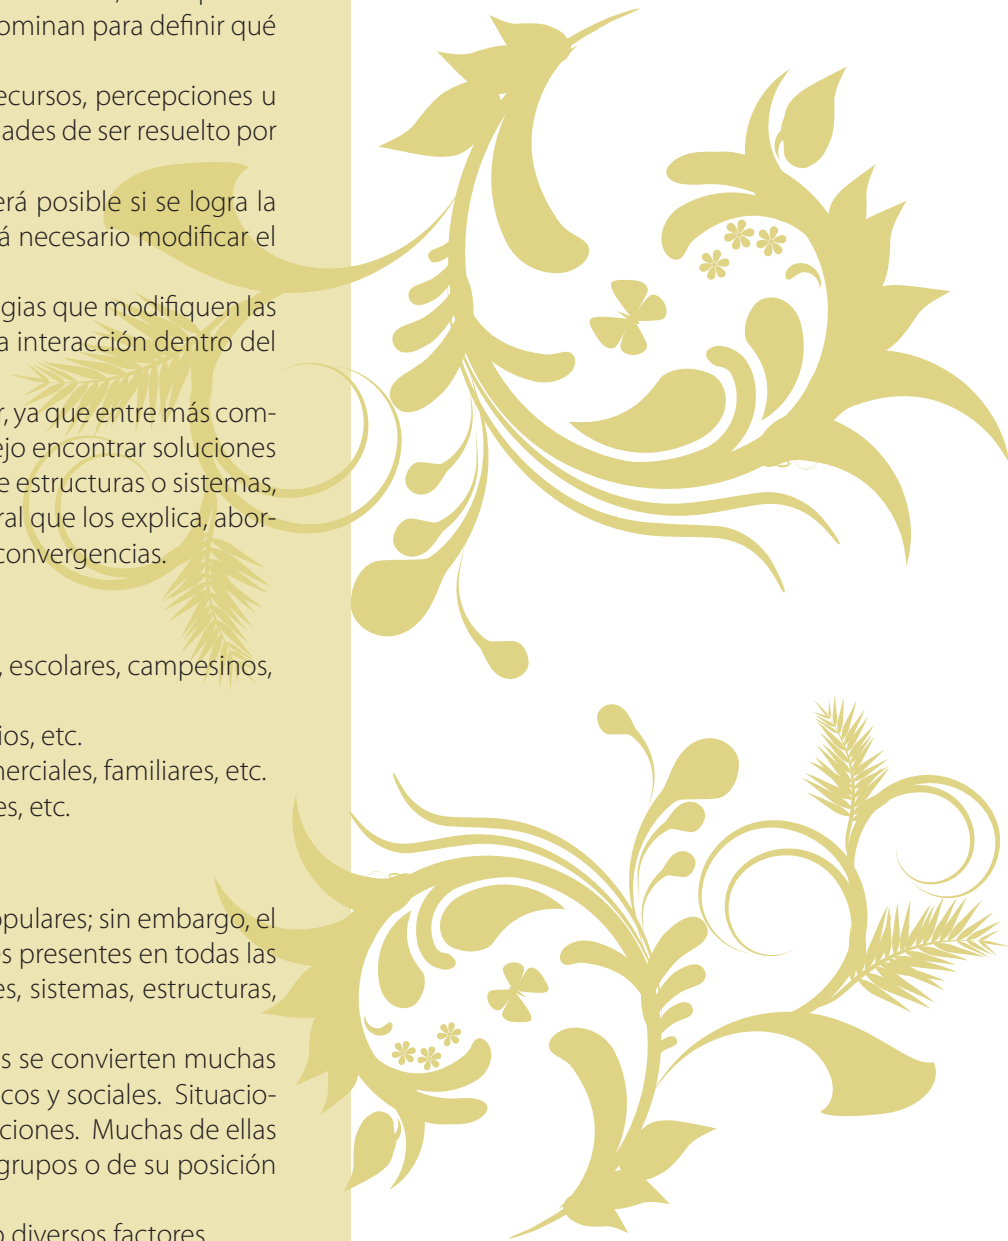 ominan para definir qué
ecursos, percepciones u
ades de ser resuelto por
erá posible si se logra la
á necesario modificar el
gias que modifiquen las
a interacción dentro del
r, ya que entre más com-
ejo encontrar soluciones
e estructuras o sistemas,
ral que los explica, abor-
convergencias.
, escolares, campesinos,
ios, etc.
nerciales, familiares, etc.
es, etc.
opulares; sin embargo, el
es presentes en todas las
es, sistemas, estructuras,
s se convierten muchas
cos y sociales. Situacio-
ciones. Muchas de ellas
grupos o de su posición
o diversos factores